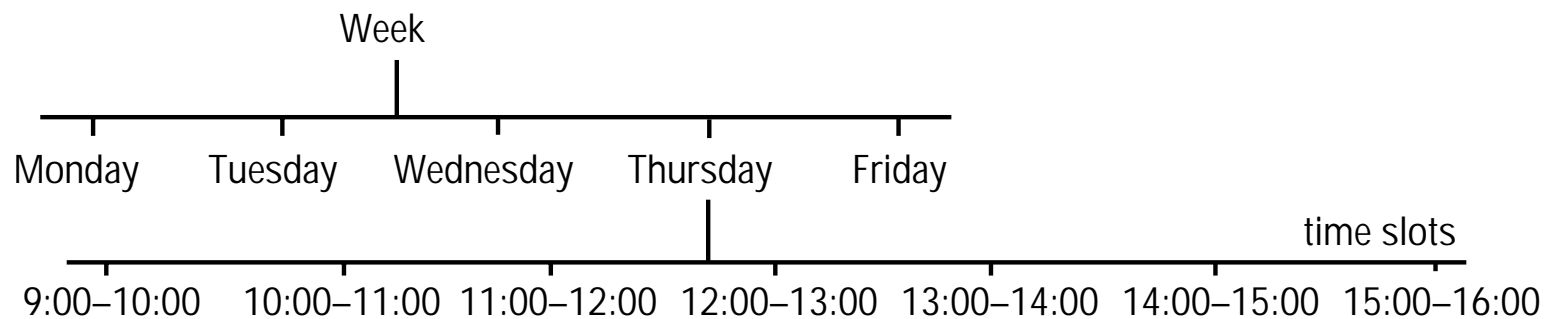 Week
Monday Tuesday Wednesday Thursday Friday
time slots
9:00–10:00 10:00–11:00 11:00–12:00 12:00–13:00 13:00–14:00 14:00–15:00 15:00–16:00